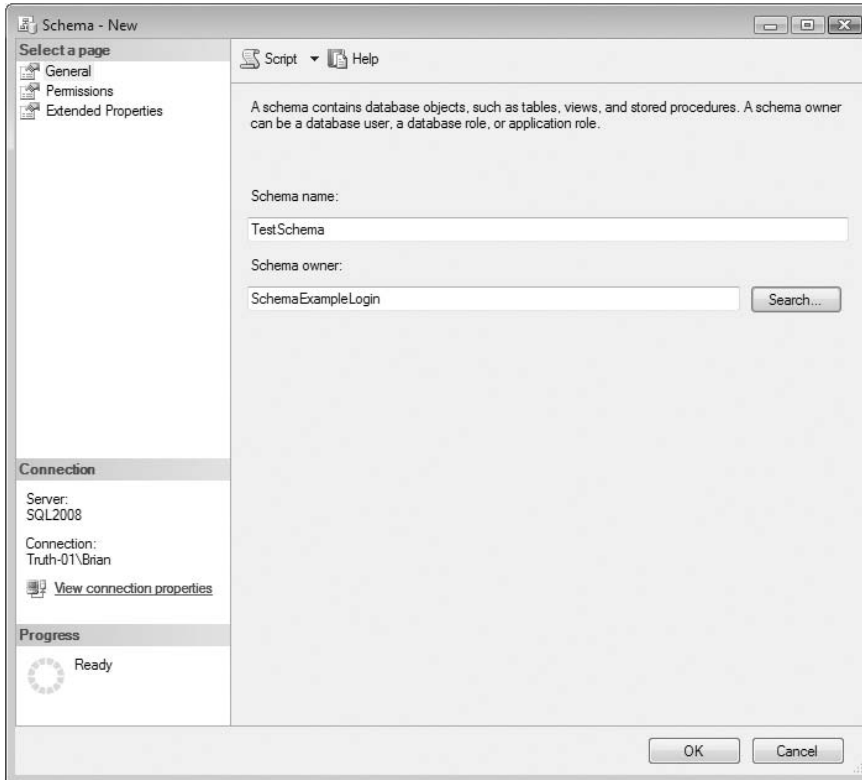 Schema - New
Select a page
General
Permissions
Extended Properties
Script
Help
A schema contains database objects, such as tables, views, and stored procedures. A schema owner
can be a database user, a database role, or application role.
Schema name:
TestSchema
Schema owner:
SchemaExampleLogin
Search...
Connection
Server:
SQL2008
Connection:
Truth-01\Brian
View connection properties
Progress
Ready
OK
Cancel